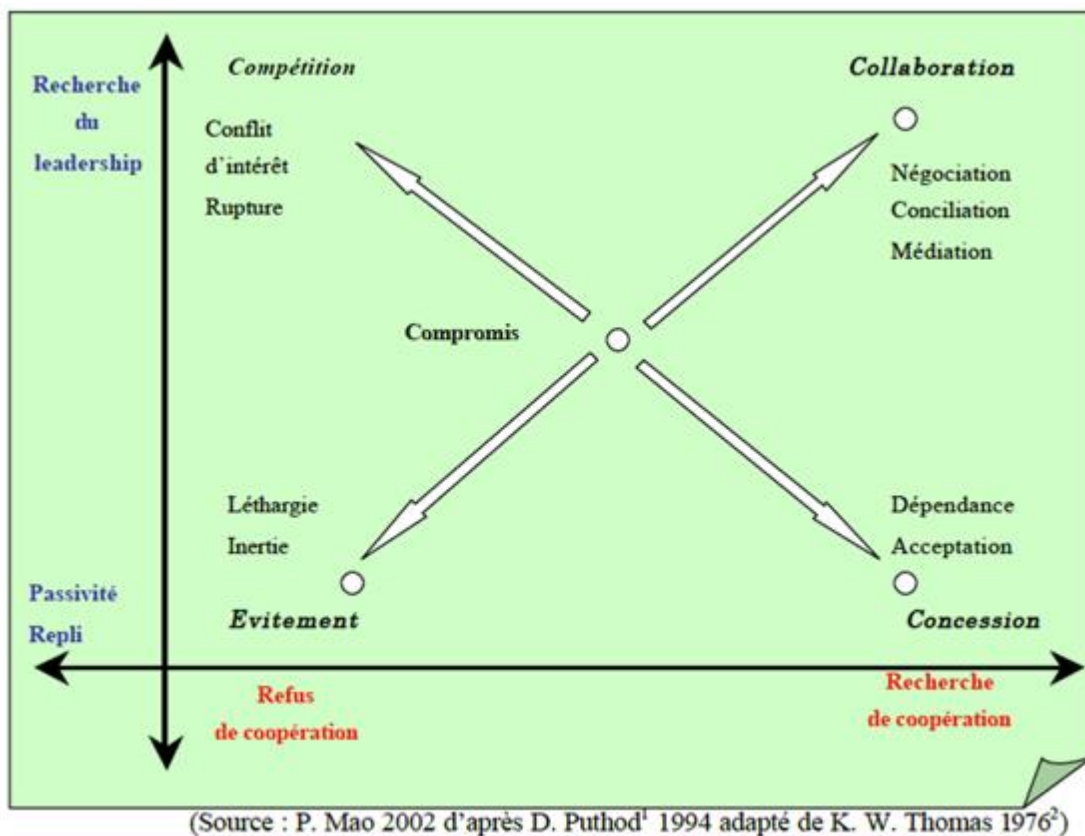 Compétition
Collaboration
Recherche
du
leadership
Conflit
d'intérêt
Rupture
Négociation
Conciliation
Médiation
Compromis
Léthargie
Inertie
Dépendance
Acceptation
Passivité
Repli
Evitement
Concession
Refus
de coopération
Recherche
de coopération
(Source : P. Mao 2002 d'après D. Puthod¹ 1994 adapté de K. W. Thomas 1976²)